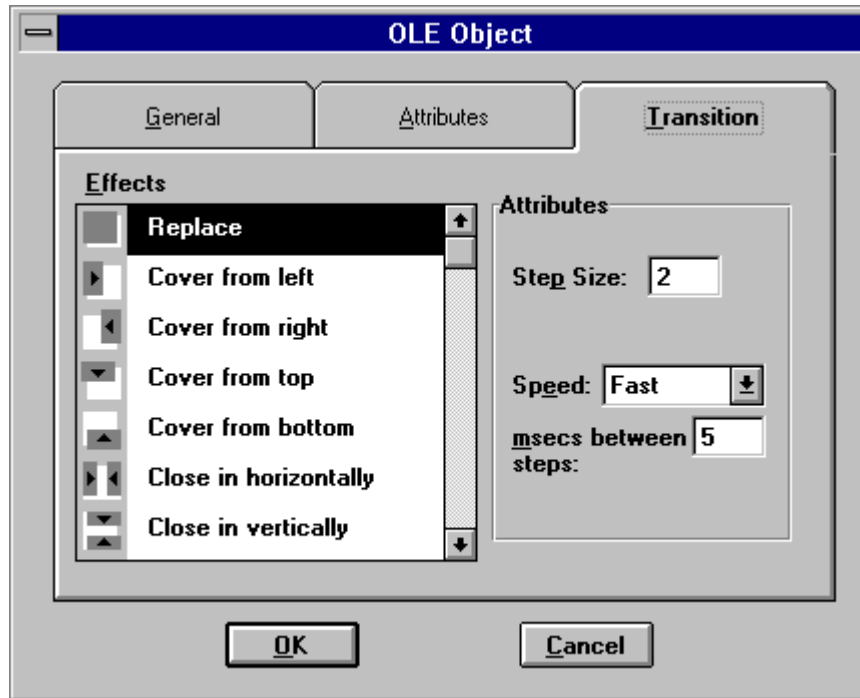 OLE Object
General
Attributes
Transition
Effects
Replace
Cover from left
Cover from right
Cover from top
Cover from bottom
Close in horizontally
Close in vertically
Attributes
Step Size: 2
Speed: Fast
msecs between 5
steps:
OK
Cancel